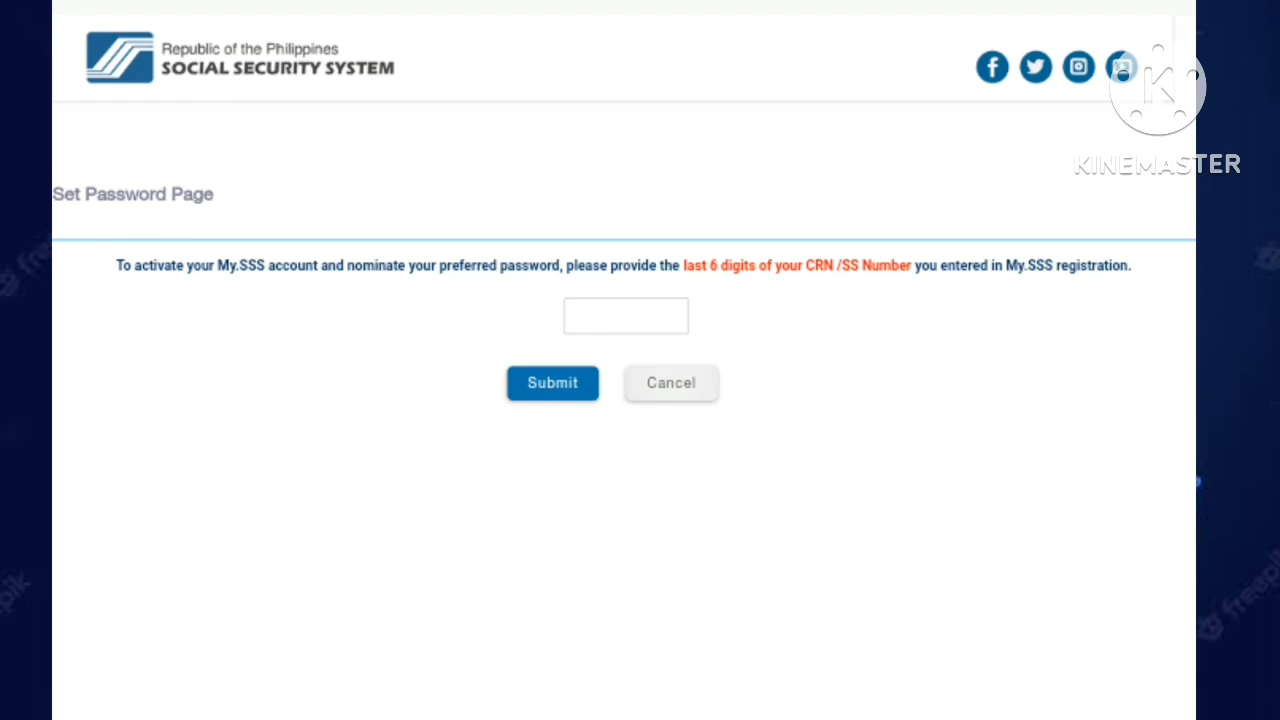 Republic of the Philippines
SOCIAL SECURITY SYSTEM
KINEMASTER
Set Password Page
To activate your My.SSS account and nominate your preferred password, please provide the last 6 digits of your CRN /SS Number you entered in My.SSS registration.
Submit
Cancel
freepik